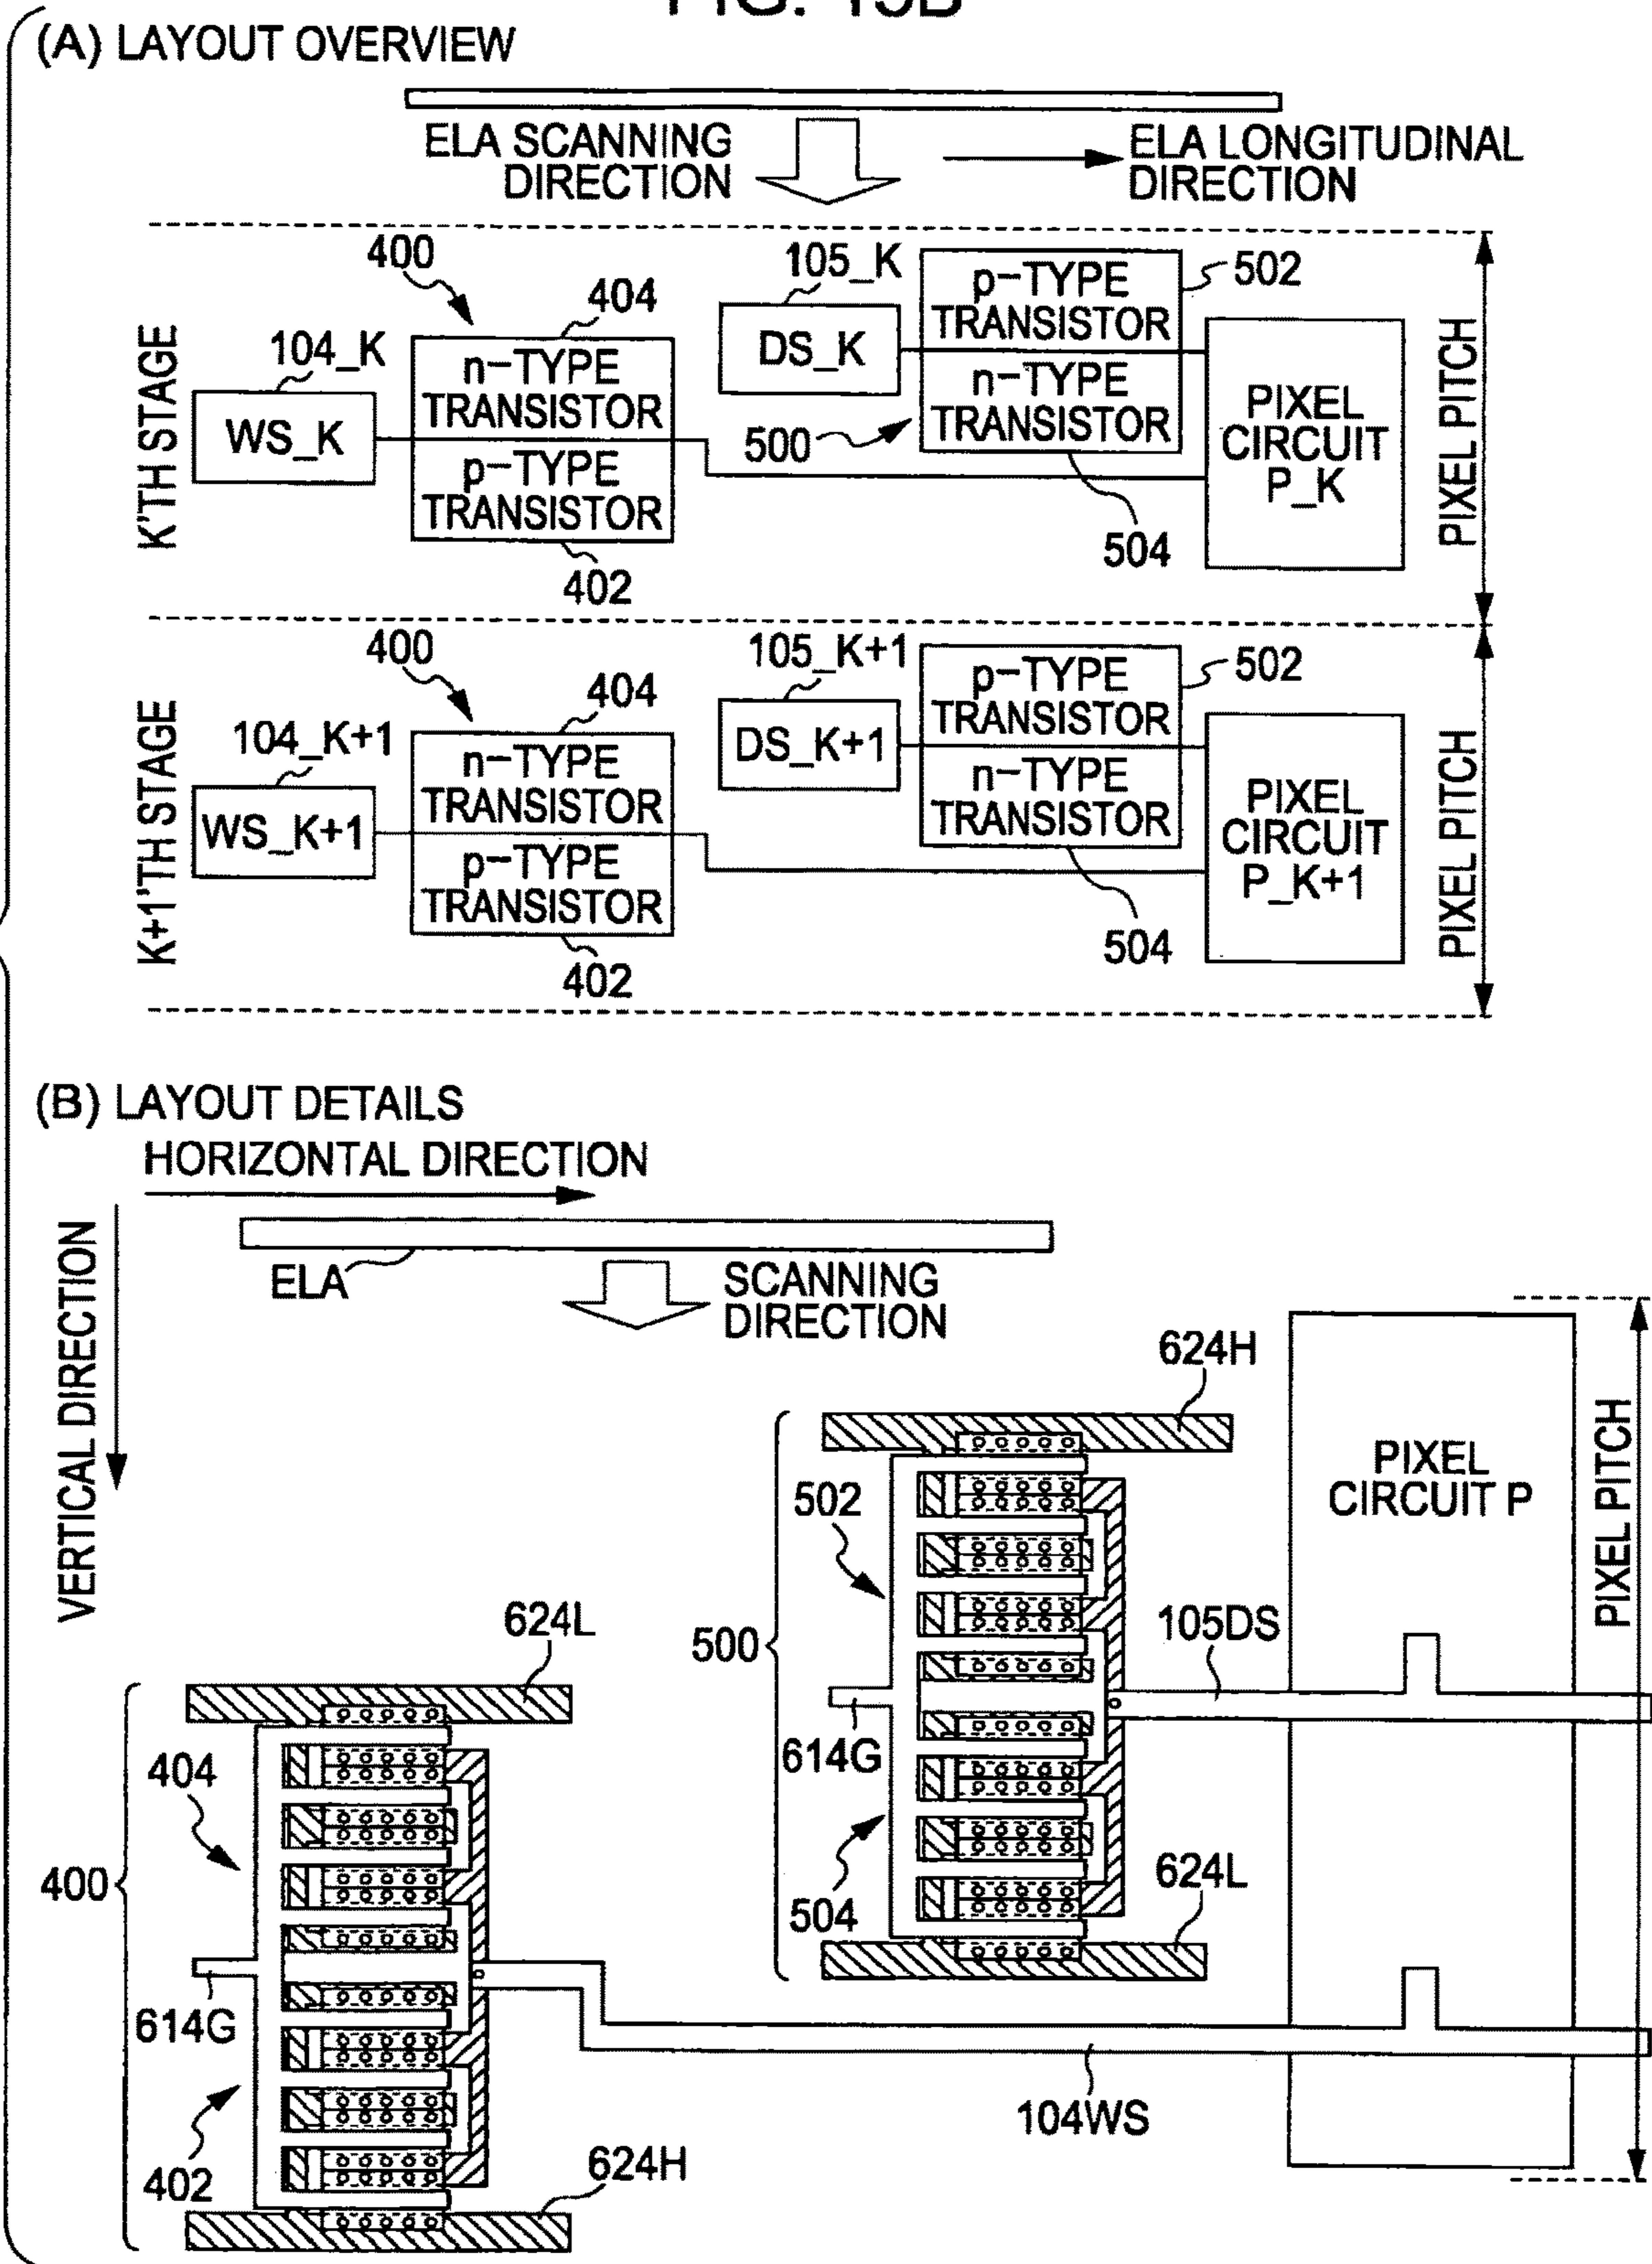 FIG. 15B
(A) LAYOUT OVERVIEW
ELA SCANNING
DIRECTION
ELA LONGITUDINAL
DIRECTION
K'TH STAGE
400
404
104_K
WS_K
n-TYPE
TRANSISTOR
p-TYPE
TRANSISTOR
402
105_K
DS_K
500
p-TYPE
TRANSISTOR
n-TYPE
TRANSISTOR
502
504
PIXEL
CIRCUIT
P_K
PIXEL PITCH
K+1'TH STAGE
400
404
104_K+1
WS_K+1
n-TYPE
TRANSISTOR
p-TYPE
TRANSISTOR
402
105_K+1
DS_K+1
p-TYPE
TRANSISTOR
n-TYPE
TRANSISTOR
502
504
PIXEL
CIRCUIT
P_K+1
PIXEL PITCH
(B) LAYOUT DETAILS
HORIZONTAL DIRECTION
VERTICAL DIRECTION
ELA
SCANNING
DIRECTION
624H
502
500
614G
504
624L
105DS
PIXEL
CIRCUIT P
PIXEL PITCH
624L
404
400
614G
402
624H
104WS